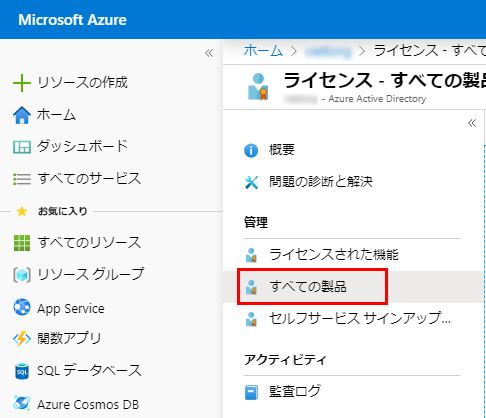 Microsoft Azure
«
リソースの作成
ホーム
ダッシュボード
すべてのサービス
お気に入り
すべてのリソース
リソース グループ
App Service
関数アプリ
SQL データベース
Azure Cosmos DB
ホーム > > ライセンス - すべて
ライセンス - すべての製品
- Azure Active Directory
«
概要
問題の診断と解決
管理
ライセンスされた機能
すべての製品
セルフサービス サインアップ...
アクティビティ
監査ログ